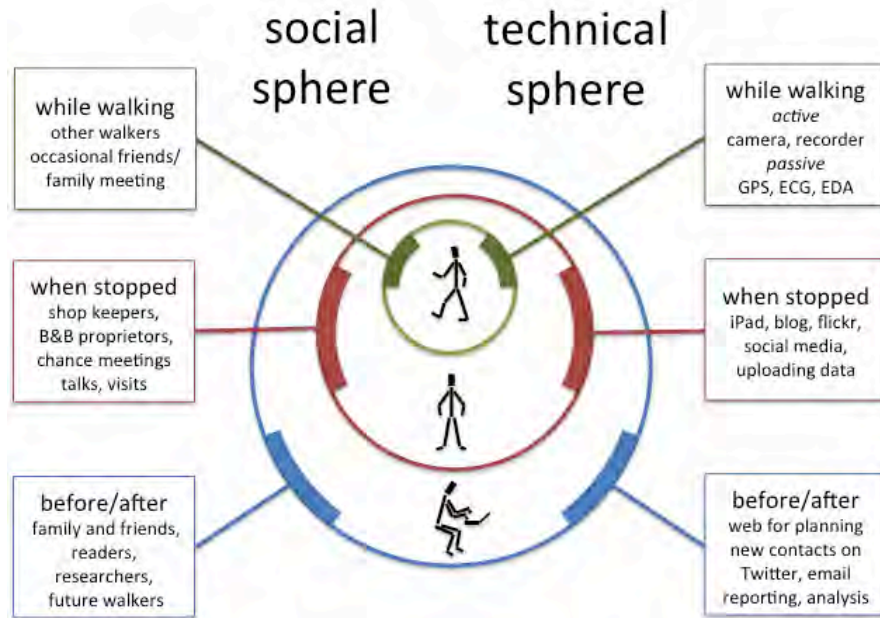 social
sphere
technical
sphere
while walking
other walkers
occasional friends/
family meeting
while walking
active
camera, recorder
passive
GPS, ECG, EDA
when stopped
shop keepers,
B&B proprietors,
chance meetings
talks, visits
when stopped
iPad, blog, flickr,
social media,
uploading data
before/after
family and friends,
readers,
researchers,
future walkers
before/after
web for planning
new contacts on
Twitter, email
reporting, analysis